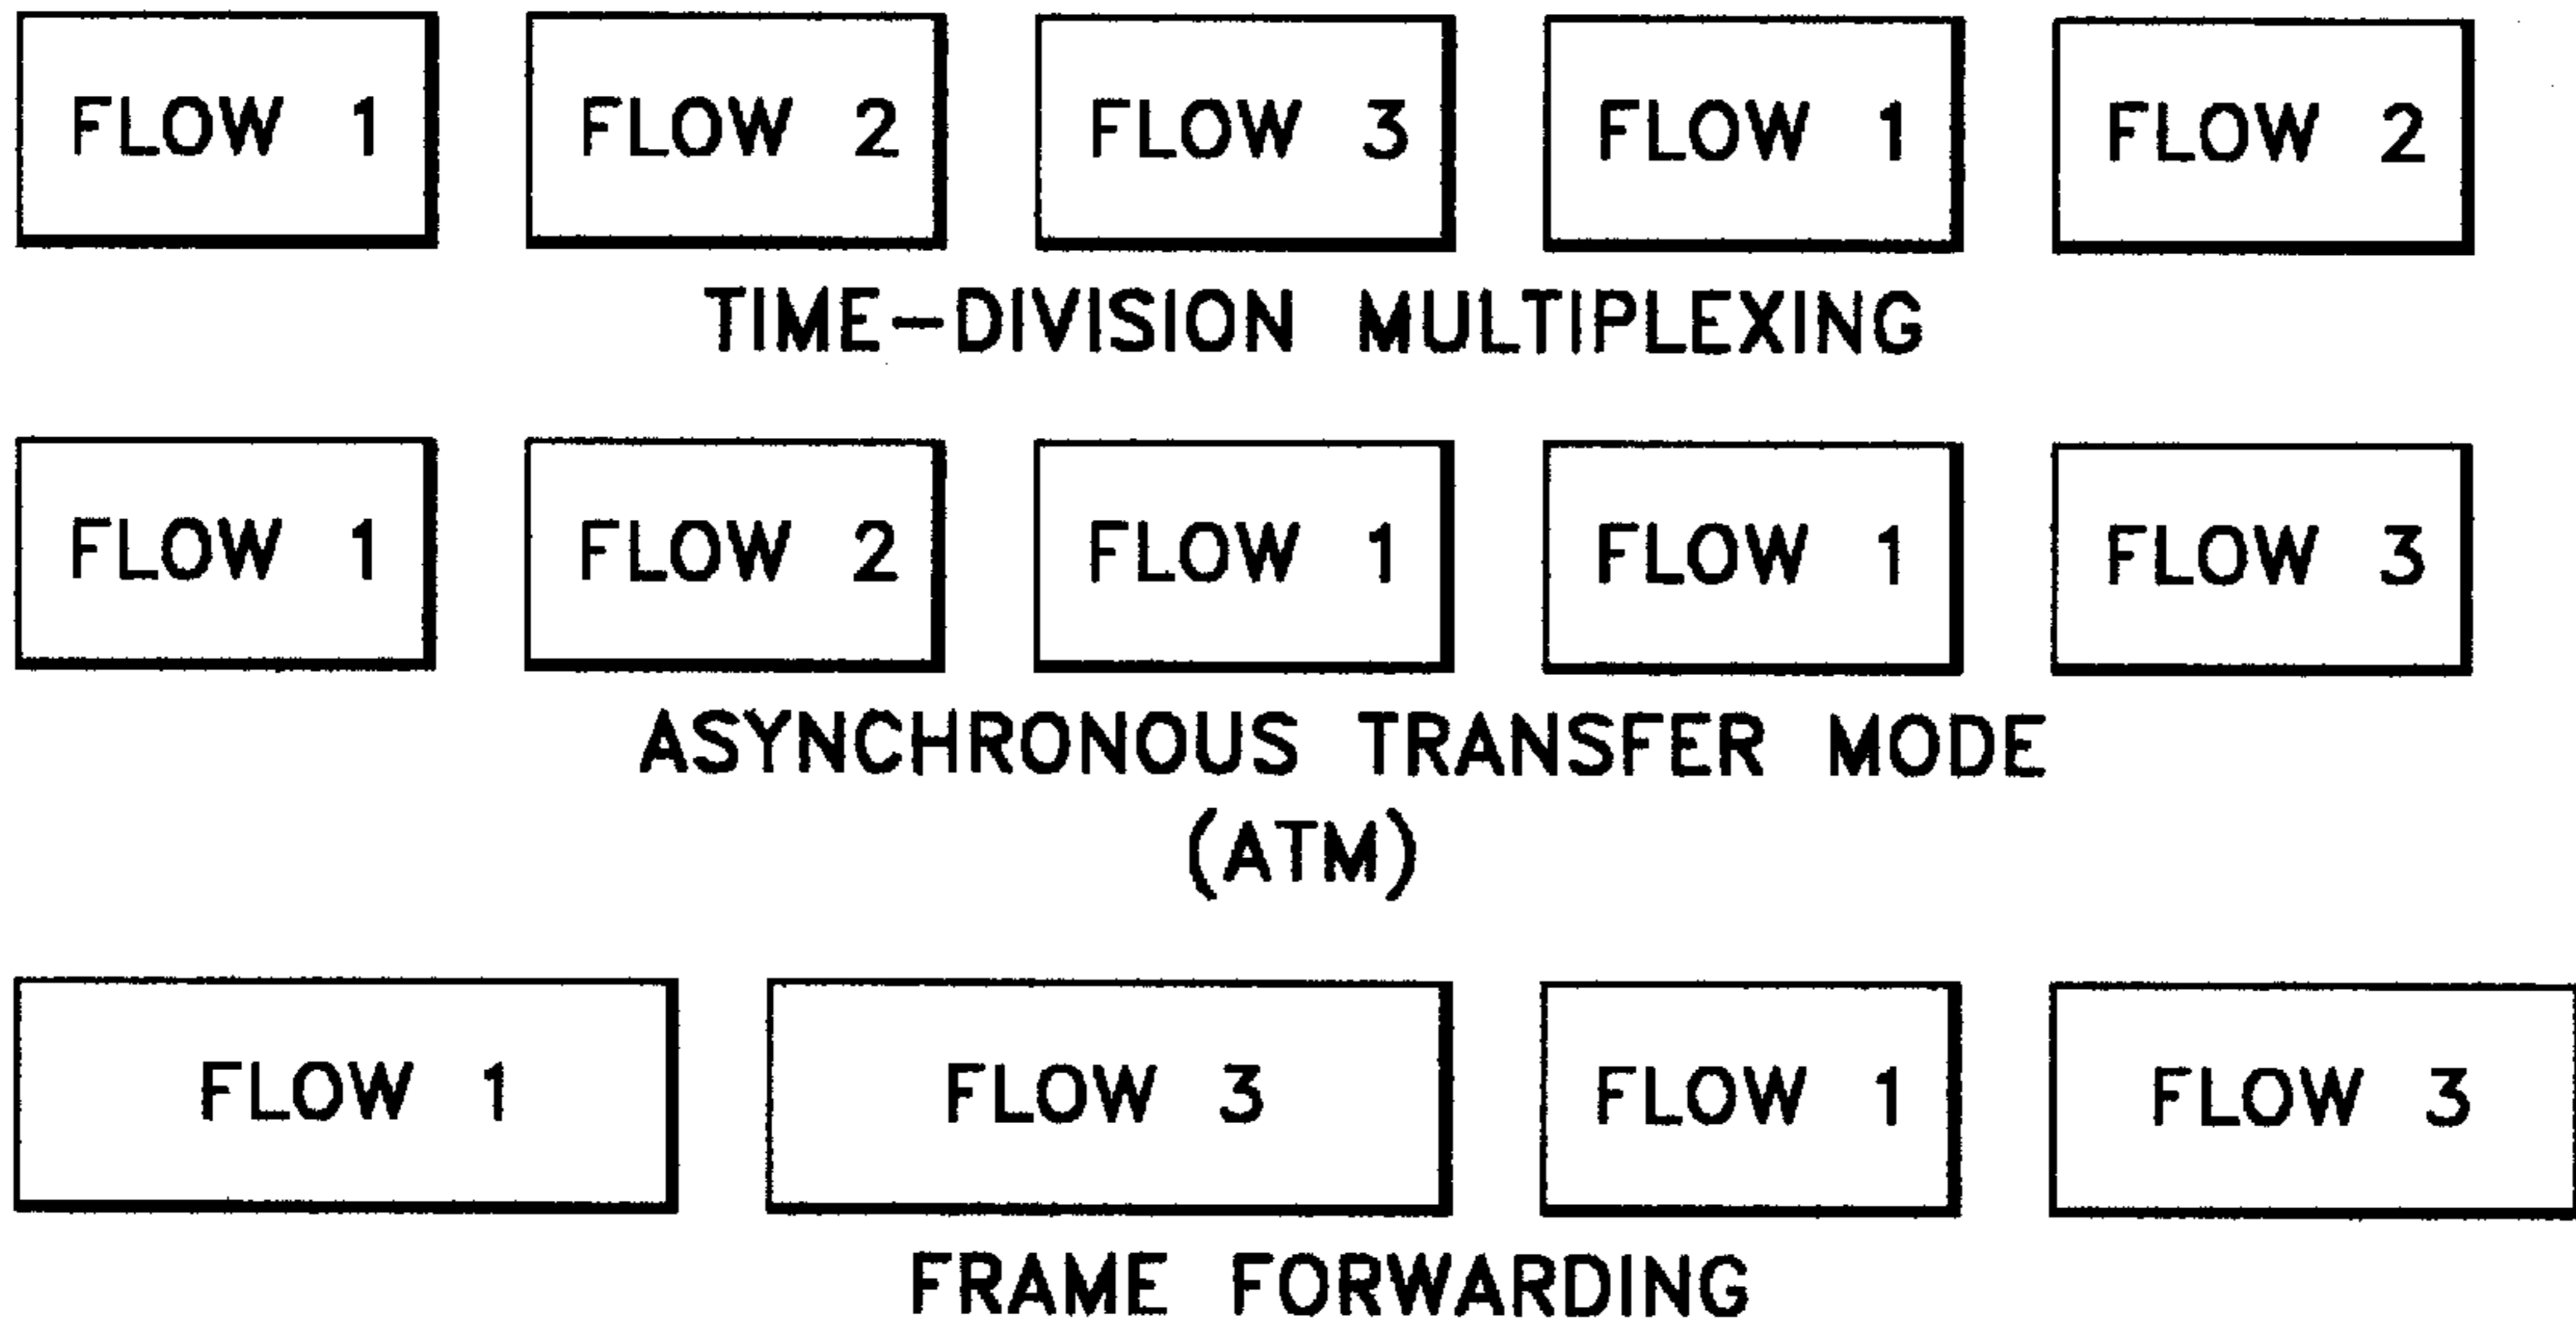 FLOW 1 FLOW 2 FLOW 3 FLOW 1 FLOW 2
TIME-DIVISION MULTIPLEXING
FLOW 1 FLOW 2 FLOW 1 FLOW 1 FLOW 3
ASYNCHRONOUS TRANSFER MODE
(ATM)
FLOW 1 FLOW 3 FLOW 1 FLOW 3
FRAME FORWARDING